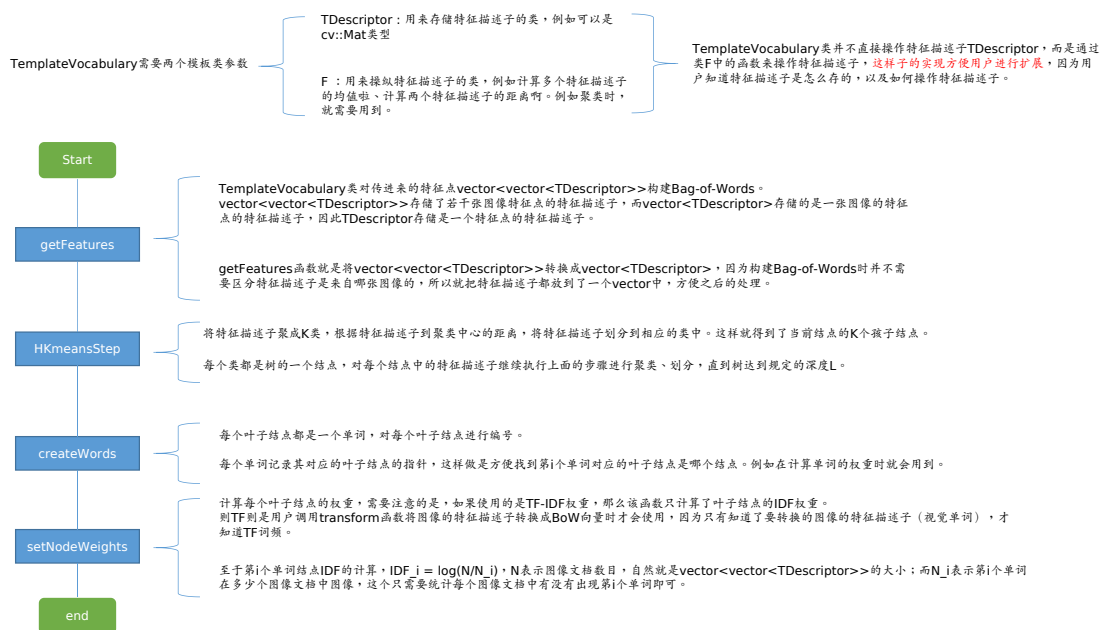 TemplateVocabulary需要两个模板类参数
TDescriptor：用来存储特征描述子的类，例如可以是
cv::Mat类型
F ：用来操纵特征描述子的类，例如计算多个特征描述子
的均值啦、计算两个特征描述子的距离啊。例如聚类时，
就需要用到。
TemplateVocabulary类并不直接操作特征描述子TDescriptor，而是通过
类F中的函数来操作特征描述子，这样子的实现方便用户进行扩展，因为用
户知道特征描述子是怎么存的，以及如何操作特征描述子。
Start
getFeatures
TemplateVocabulary类对传进来的特征点vector<vector<TDescriptor>>构建Bag-of-Words。
vector<vector<TDescriptor>>存储了若干张图像特征点的特征描述子，而vector<TDescriptor>存储的是一张图像的特征
点的特征描述子，因此TDescriptor存储是一个特征点的特征描述子。
getFeatures函数就是将vector<vector<TDescriptor>>转换成vector<TDescriptor>，因为构建Bag-of-Words时并不需
要区分特征描述子是来自哪张图像的，所以就把特征描述子都放到了一个vector中，方便之后的处理。
HKmeansStep
将特征描述子聚成K类，根据特征描述子到聚类中心的距离，将特征描述子划分到相应的类中。这样就得到了当前结点的K个孩子结点。
每个类都是树的一个结点，对每个结点中的特征描述子继续执行上面的步骤进行聚类、划分，直到树达到规定的深度L。
createWords
每个叶子结点都是一个单词，对每个叶子结点进行编号。
每个单词记录其对应的叶子结点的指针，这样做是方便找到第i个单词对应的叶子结点是哪个结点。例如在计算单词的权重时就会用到。
setNodeWeights
计算每个叶子结点的权重，需要注意的是，如果使用的是TF-IDF权重，那么该函数只计算了叶子结点的IDF权重。
则TF则是用户调用transform函数将图像的特征描述子转换成BoW向量时才会使用，因为只有知道了要转换的图像的特征描述子（视觉单词），才
知道TF词频。
至于第i个单词结点IDF的计算，IDF_i = log(N/N_i)，N表示图像文档数目，自然就是vector<vector<TDescriptor>>的大小；而N_i表示第i个单词
在多少个图像文档中图像，这个只需要统计每个图像文档中有没有出现第i个单词即可。
end